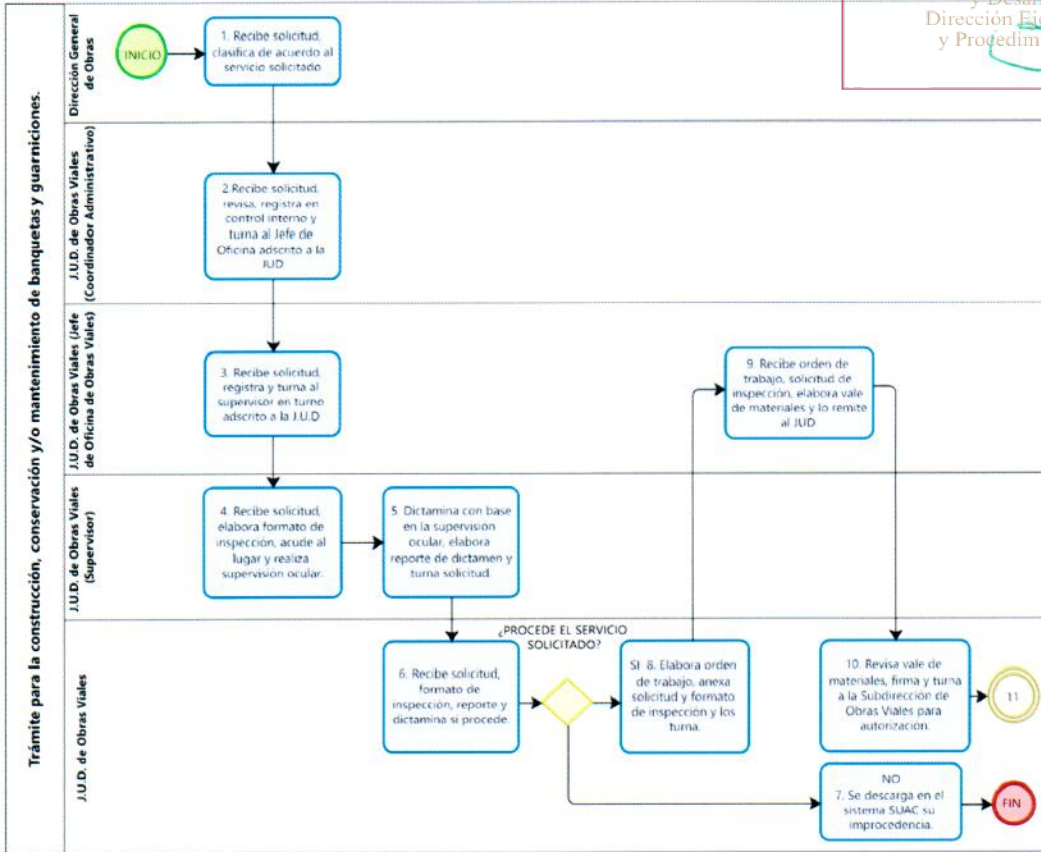 y Desarr
Dirección Eje
y Procedim
Trámite para la construcción, conservación y/o mantenimiento de banquetas y guarniciones.
Dirección General
de Obras
INICIO
1. Recibe solicitud,
clasifica de acuerdo al
servicio solicitado
J.U.D. de Obras Viales
(Coordinador Administrativo)
2.Recibe solicitud,
revisa, registra en
control interno y
turna al Jefe de
Oficina adscrito a la
JUD
J.U.D. de Obras Viales (Jefe
de Oficina de Obras Viales)
3. Recibe solicitud,
registra y turna al
supervisor en turno
adscrito a la J.U.D
9. Recibe orden de
trabajo, solicitud de
inspección, elabora vale
de materiales y lo remite
al JUD
J.U.D. de Obras Viales
(Supervisor)
4. Recibe solicitud,
elabora formato de
inspección, acude al
lugar y realiza
supervisión ocular.
5. Dictamina con base
en la supervisión
ocular, elabora
reporte de dictamen y
turna solicitud.
J.U.D. de Obras Viales
6. Recibe solicitud,
formato de
inspección, reporte y
dictamina si procede.
¿PROCEDE EL SERVICIO
SOLICITADO?
SI 8. Elabora orden
de trabajo, anexa
solicitud y formato
de inspección y los
turna.
10. Revisa vale de
materiales, firma y turna
a la Subdirección de
Obras Viales para
autorización.
11
NO
7. Se descarga en el
sistema SUAC su
improcedencia.
FIN